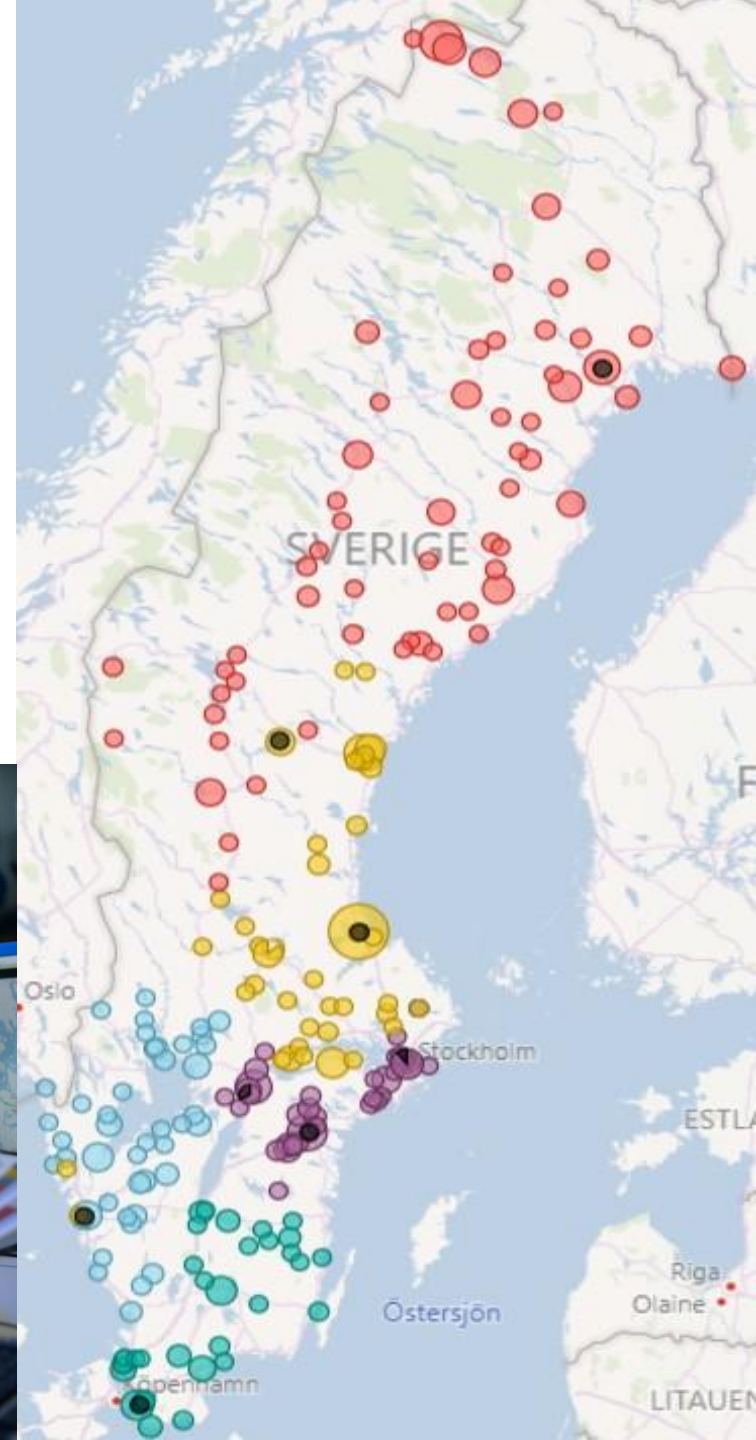 SVERIGE
F
Oslo
Stockholm
ESTLA
Riga
Olaine
Östersjön
Köpenhamn
LITAUEN